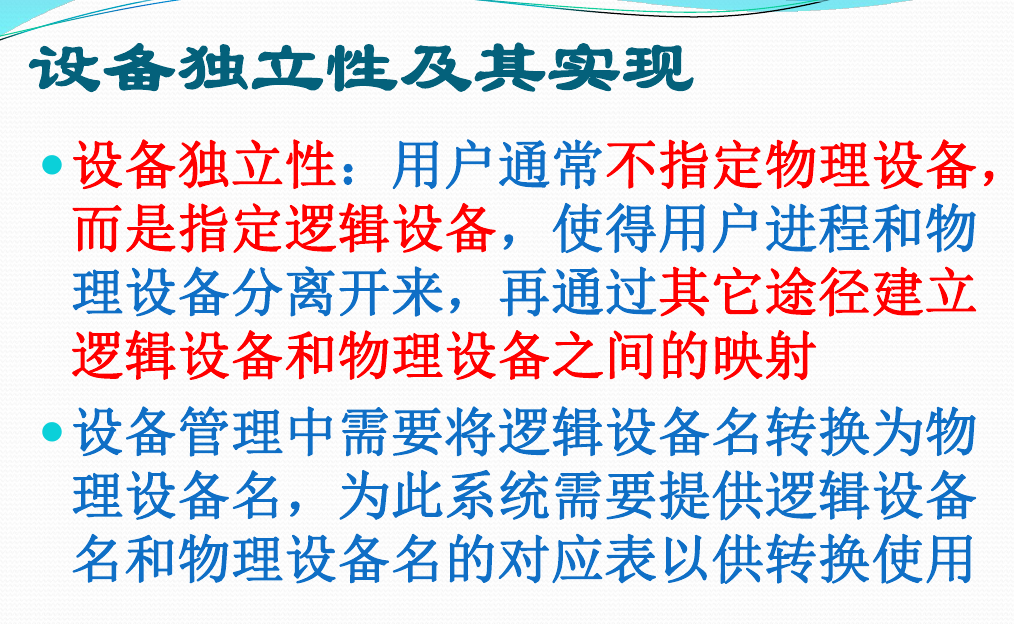 设备独立性及其实现
设备独立性：用户通常不指定物理设备，
而是指定逻辑设备，使得用户进程和物
理设备分离开来，再通过其它途径建立
逻辑设备和物理设备之间的映射
设备管理中需要将逻辑设备名转换为物
理设备名，为此系统需要提供逻辑设备
名和物理设备名的对应表以供转换使用